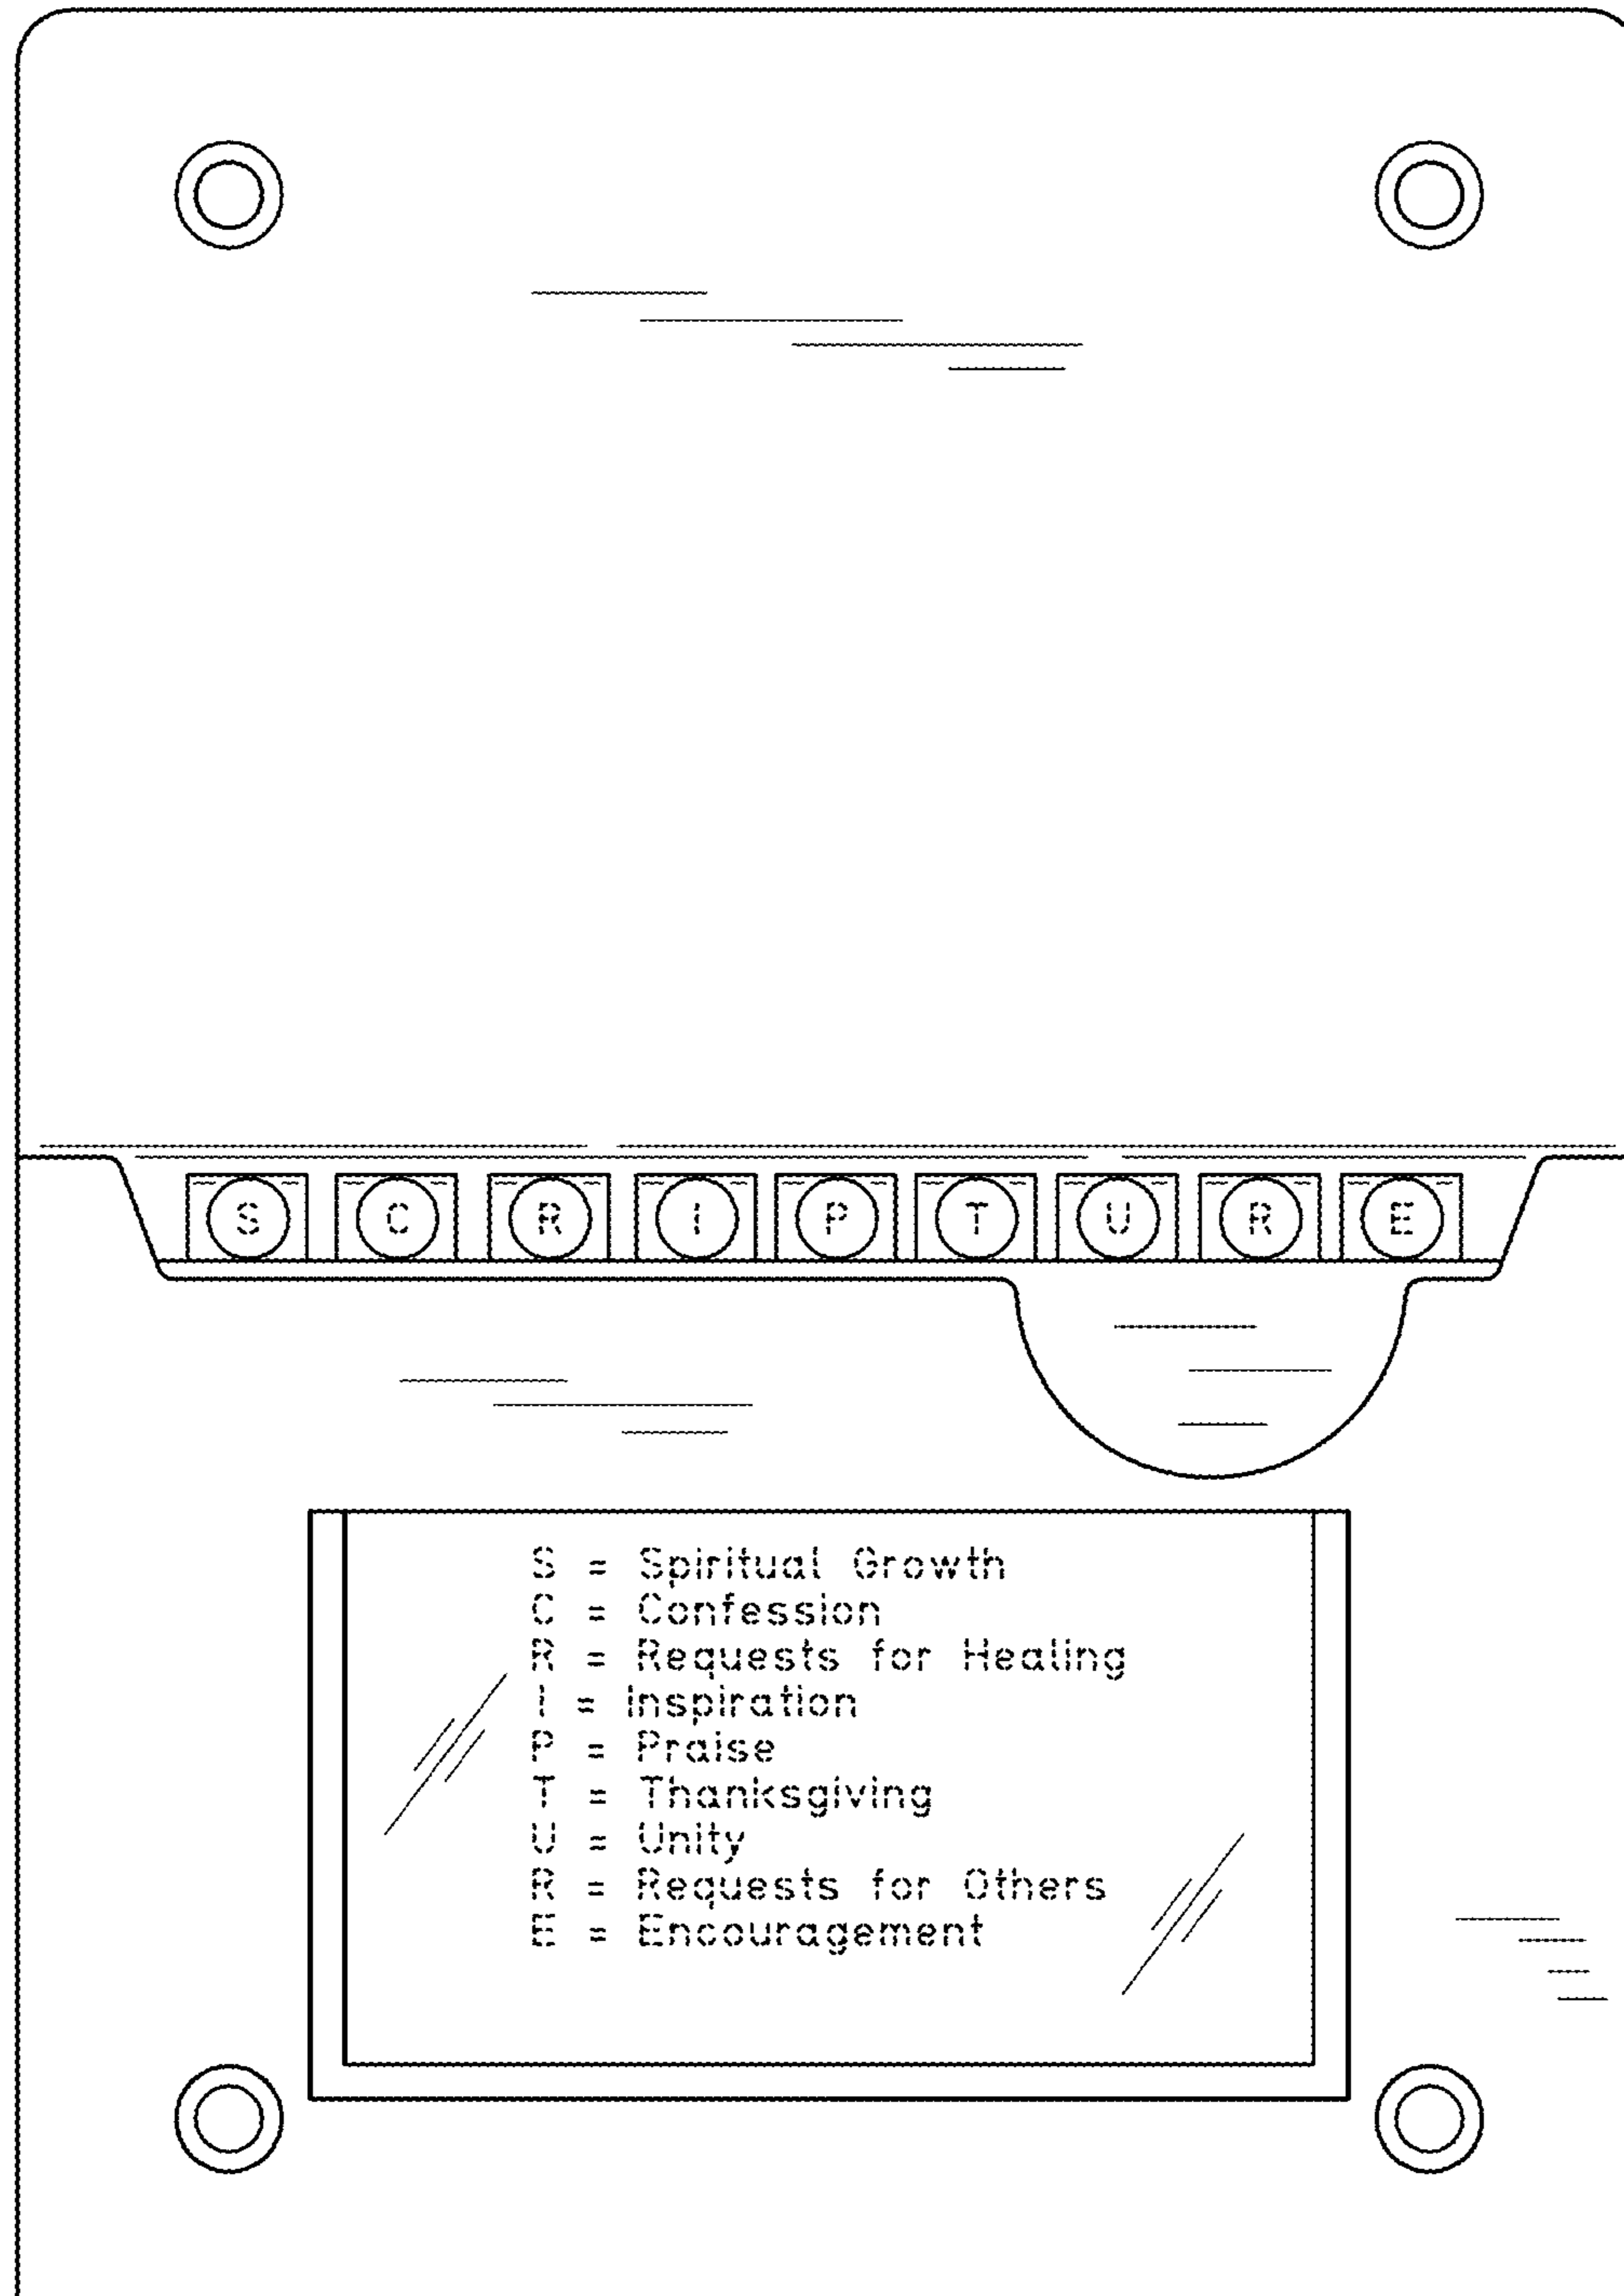 S C R I P T U R E
S = Spiritual Growth
C = Confession
R = Requests for Healing
I = Inspiration
P = Praise
T = Thanksgiving
U = Unity
R = Requests for Others
E = Encouragement